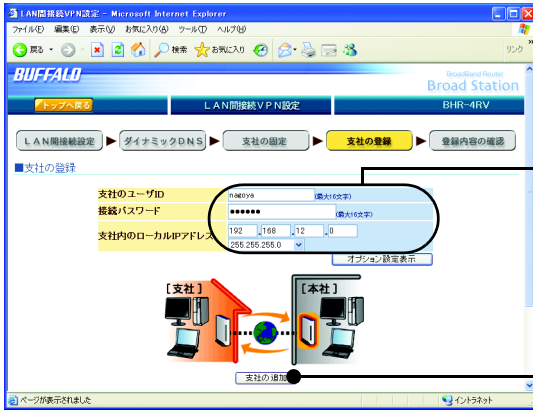 LAN間接続VPN設定 - Microsoft Internet Explorer
ファイル(F) 編集(E) 表示(V) お気に入り(A) ツール(T) ヘルプ(H)
戻る 検索 お気に入り リンク
BUFFALO
BroadBand Router
Broad Station
トップへ戻る LAN間接続VPN設定 BHR-4RV
LAN間接続設定 ダイナミックDNS 支社の固定 支社の登録 登録内容の確認
■支社の登録
支社のユーザID nagoya (最大16文字)
接続パスワード ●●●●●● (最大16文字)
支社内のローカルIPアドレス 192 .168 .12 .0
255.255.255.0
オプション設定表示
[支社] [本社]
支社の追加
ページが表示されました イントラネット